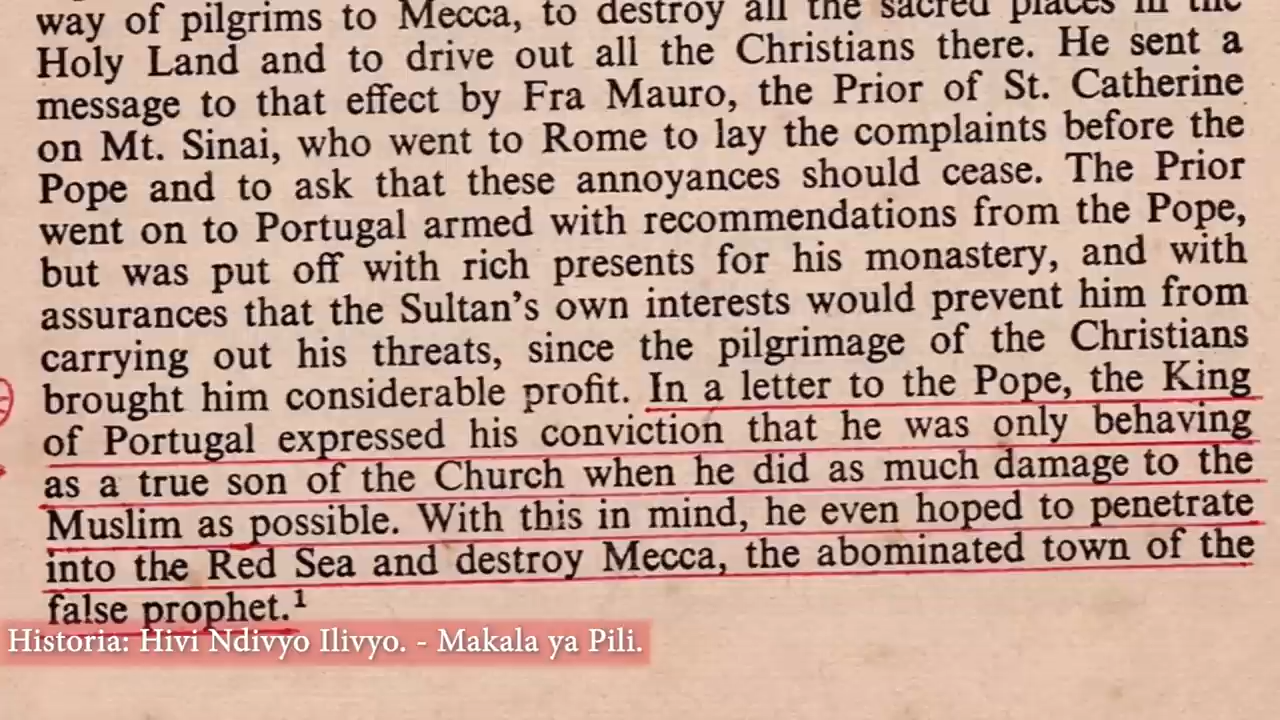 way of pilgrims to Mecca, to destroy all the sacred places in the
Holy Land and to drive out all the Christians there. He sent a
message to that effect by Fra Mauro, the Prior of St. Catherine
on Mt. Sinai, who went to Rome to lay the complaints before the
Pope and to ask that these annoyances should cease. The Prior
went on to Portugal armed with recommendations from the Pope,
but was put off with rich presents for his monastery, and with
assurances that the Sultan’s own interests would prevent him from
carrying out his threats, since the pilgrimage of the Christians
brought him considerable profit. In a letter to the Pope, the King
of Portugal expressed his conviction that he was only behaving
as a true son of the Church when he did as much damage to the
Muslim as possible. With this in mind, he even hoped to penetrate
into the Red Sea and destroy Mecca, the abominated town of the
false prophet.¹
Historia: Hivi Ndivyo Ilivyo. - Makala ya Pili.